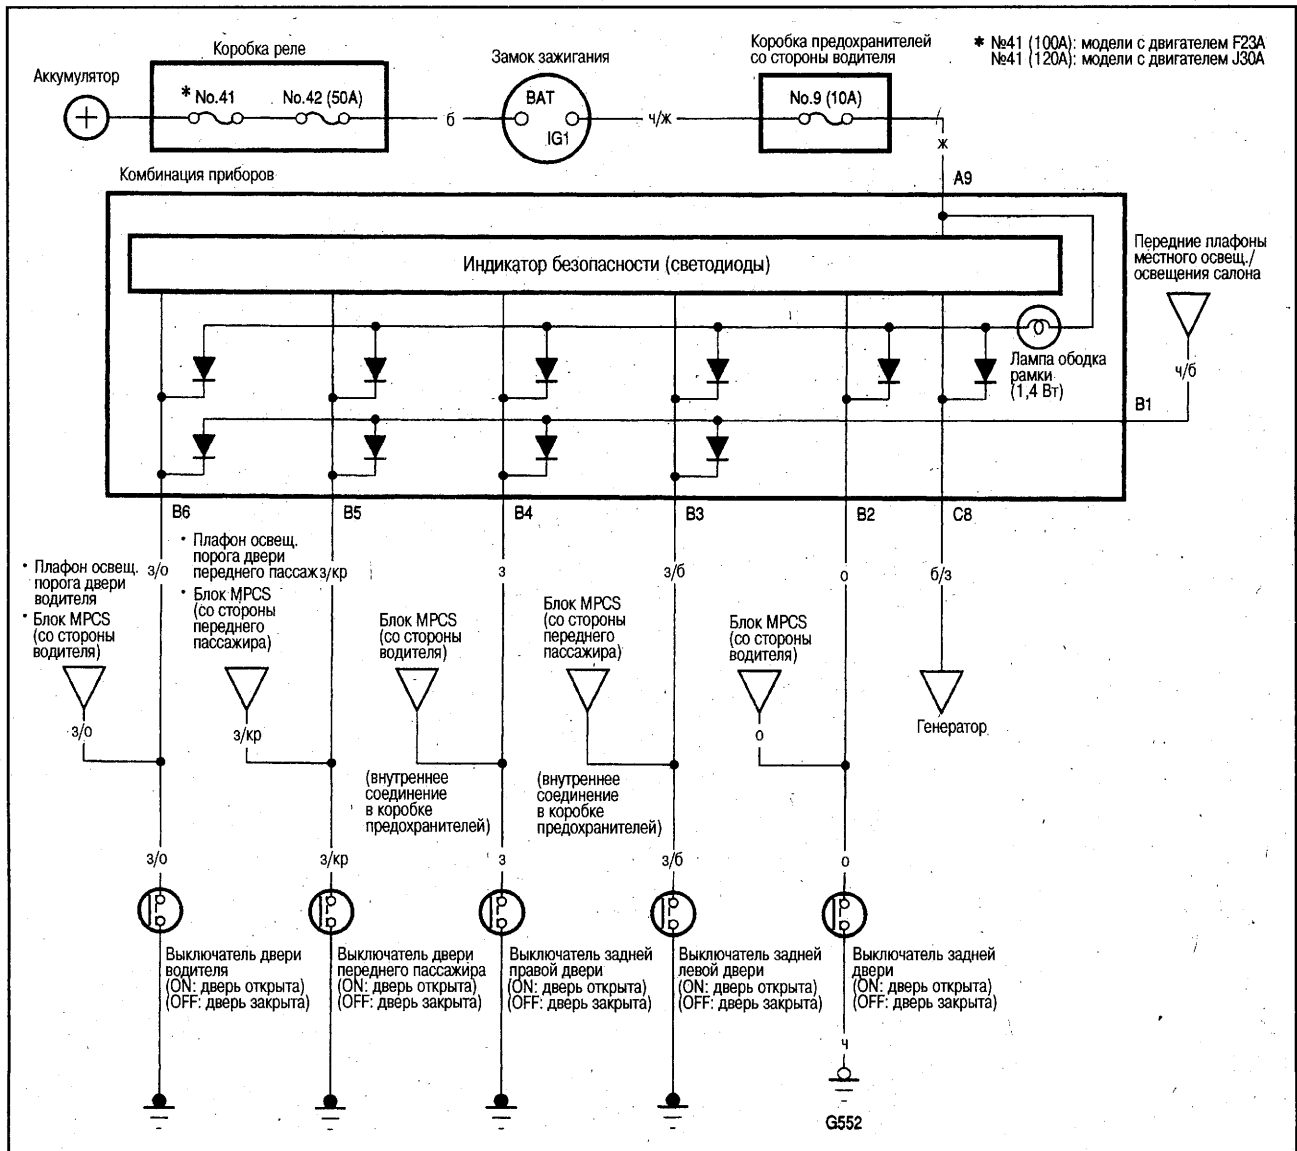 Коробка реле
Аккумулятор
* No.41
No.42 (50A)
б
Замок зажигания
BAT
IG1
ч/ж
Коробка предохранителей
со стороны водителя
No.9 (10A)
ж
* №41 (100A): модели с двигателем F23A
№41 (120A): модели с двигателем J30A
Комбинация приборов
A9
Индикатор безопасности (светодиоды)
Передние плафоны
местного освещ./
освещения салона
Лампа ободка
рамки
(1,4 Вт)
ч/б
B1
B6
B5
B4
B3
B2
C8
• Плафон освещ.
порога двери
водителя
• Блок MPCS
(со стороны
водителя)
з/о
• Плафон освещ.
порога двери
переднего пассаж
• Блок MPCS
(со стороны
переднего
пассажира)
з/кр
з
з/б
о
б/з
Блок MPCS
(со стороны
водителя)
Блок MPCS
(со стороны
переднего
пассажира)
Блок MPCS
(со стороны
водителя)
з/о
з/кр
о
Генератор
(внутреннее
соединение
в коробке
предохранителей)
(внутреннее
соединение
в коробке
предохранителей)
з/о
з/кр
з
з/б
о
Выключатель двери
водителя
(ON: дверь открыта)
(OFF: дверь закрыта)
Выключатель двери
переднего пассажира
(ON: дверь открыта)
(OFF: дверь закрыта)
Выключатель задней
правой двери
(ON: дверь открыта)
(OFF: дверь закрыта)
Выключатель задней
левой двери
(ON: дверь открыта)
(OFF: дверь закрыта)
Выключатель задней
двери
(ON: дверь открыта)
(OFF: дверь закрыта)
ч
G552